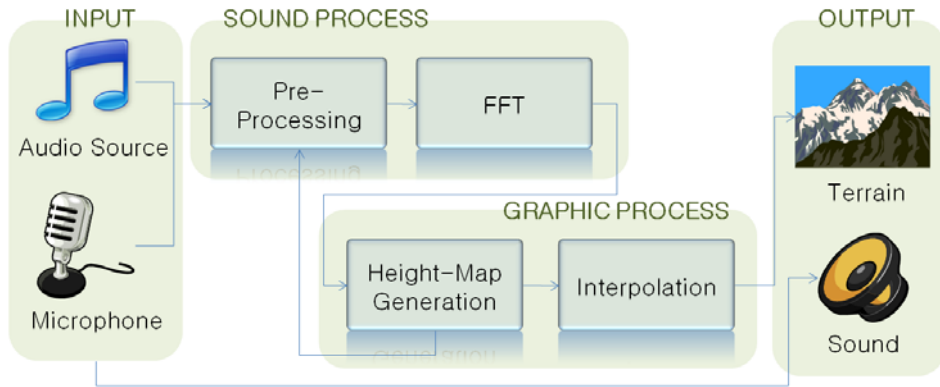 INPUT
SOUND PROCESS
OUTPUT
Audio Source
Microphone
Pre-
Processing
FFT
GRAPHIC PROCESS
Height-Map
Generation
Interpolation
Terrain
Sound